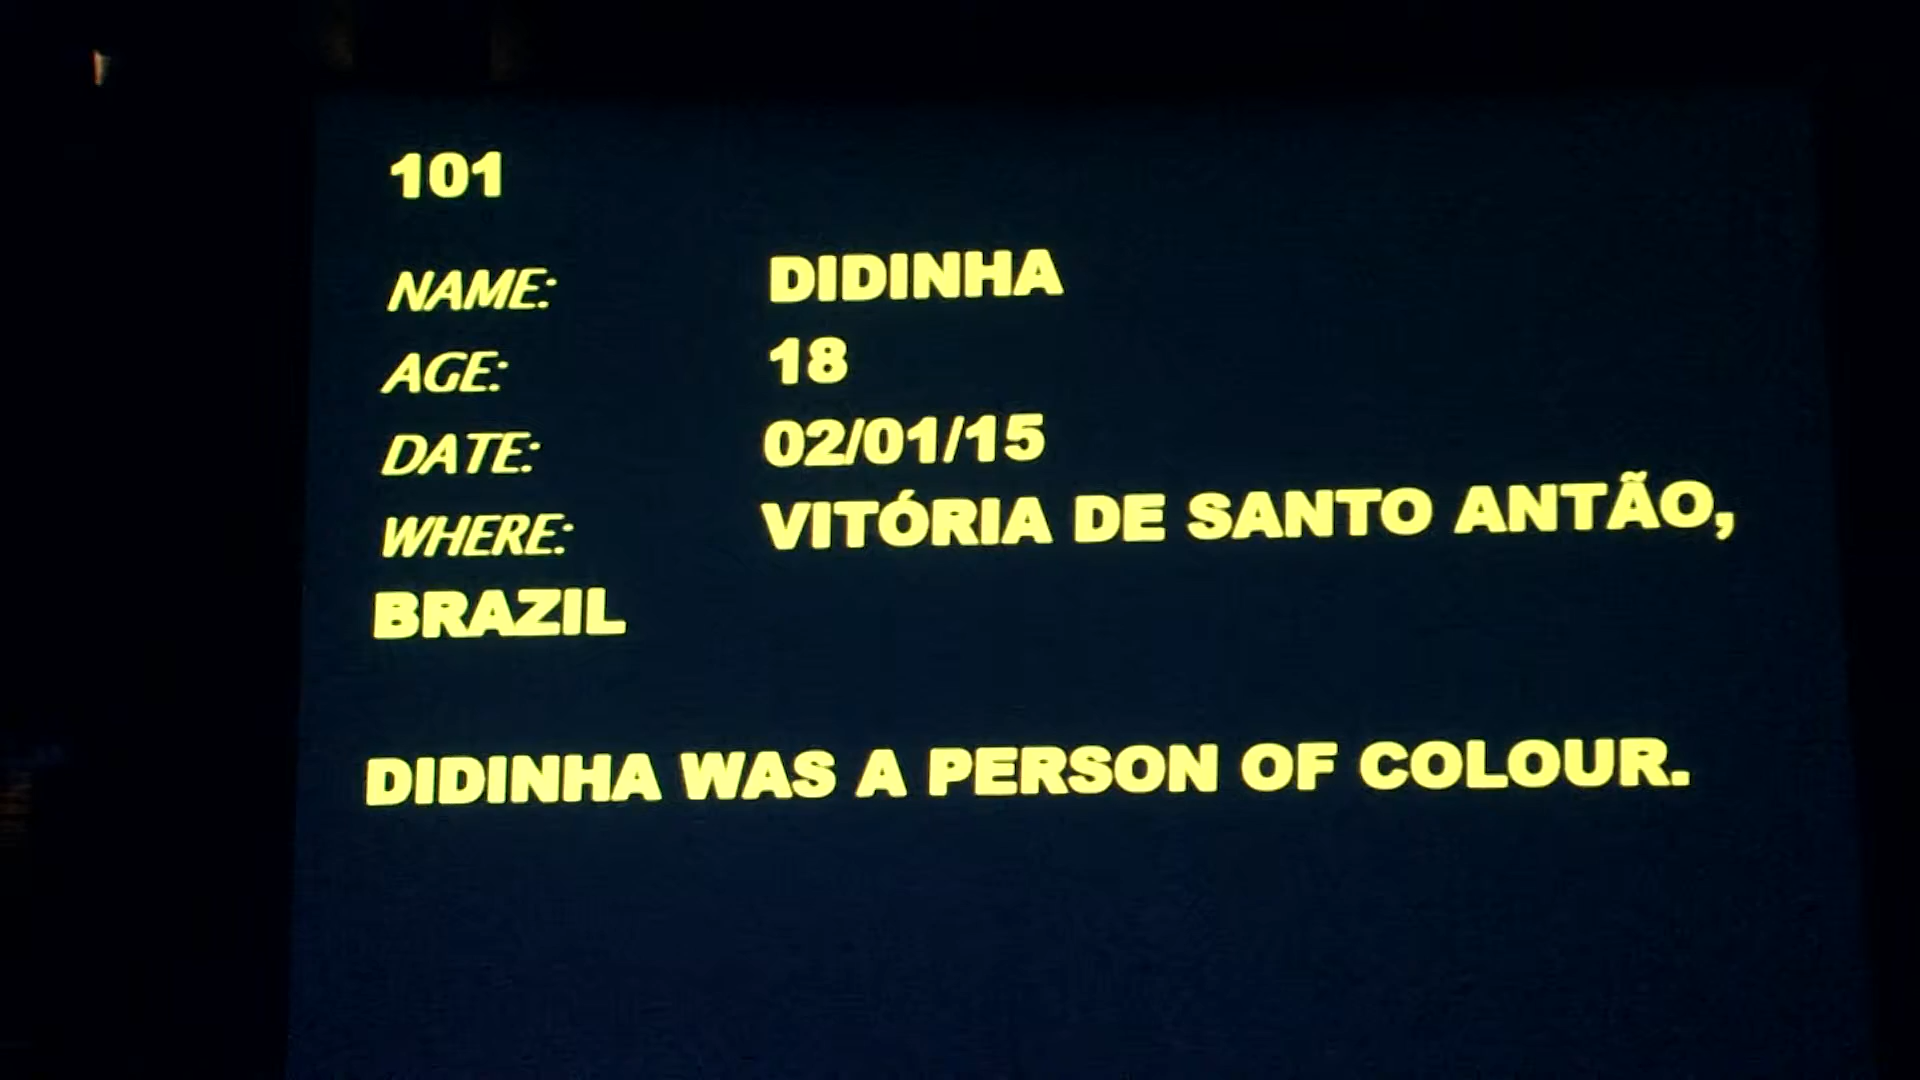 101
NAME: DIDINHA
AGE: 18
DATE: 02/01/15
WHERE: VITÓRIA DE SANTO ANTÃO,
BRAZIL
DIDINHA WAS A PERSON OF COLOUR.